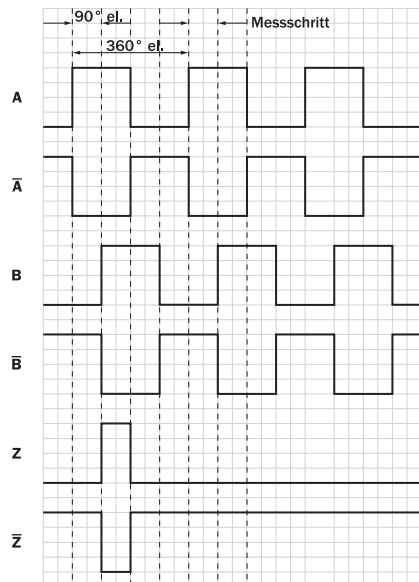 90° el.
Messschritt
360° el.
A
A̅
B
B̅
Z
Z̅